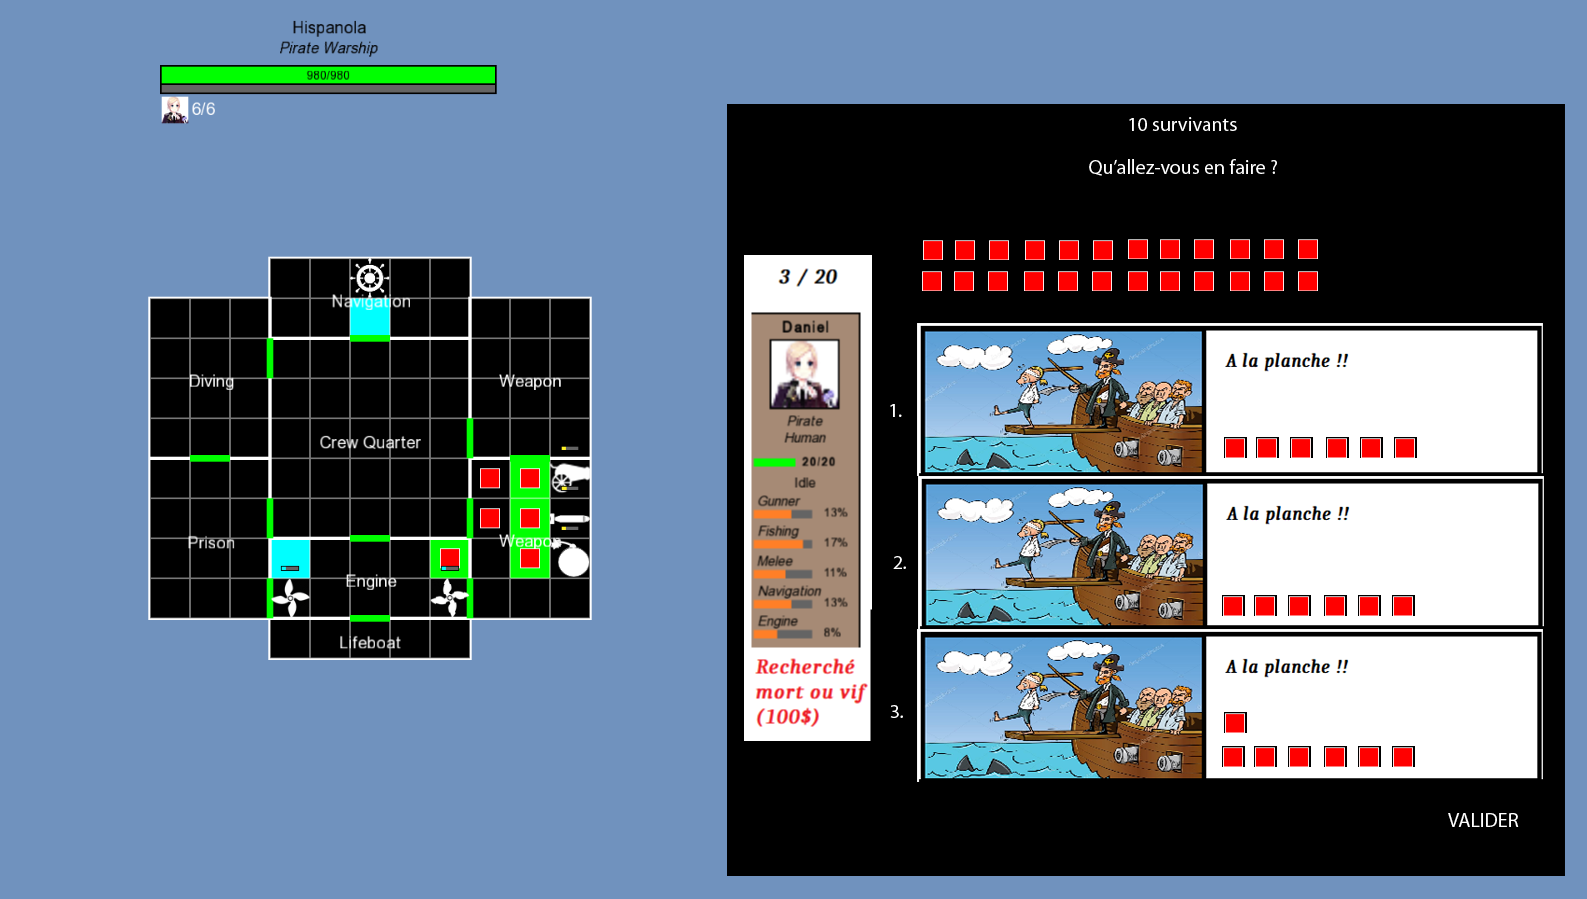 Hispanola
Pirate Warship
980/980
6/6
Navigation
Diving
Weapon
Crew Quarter
Prison
Weapon
Engine
Lifeboat
10 survivants
Qu'allez-vous en faire ?
3 / 20
Daniel
Pirate
Human
20/20
Idle
Gunner
13%
Fishing
17%
Melee
11%
Navigation
13%
Engine
8%
Recherché
mort ou vif
(100$)
1.
A la planche !!
2.
A la planche !!
3.
A la planche !!
VALIDER